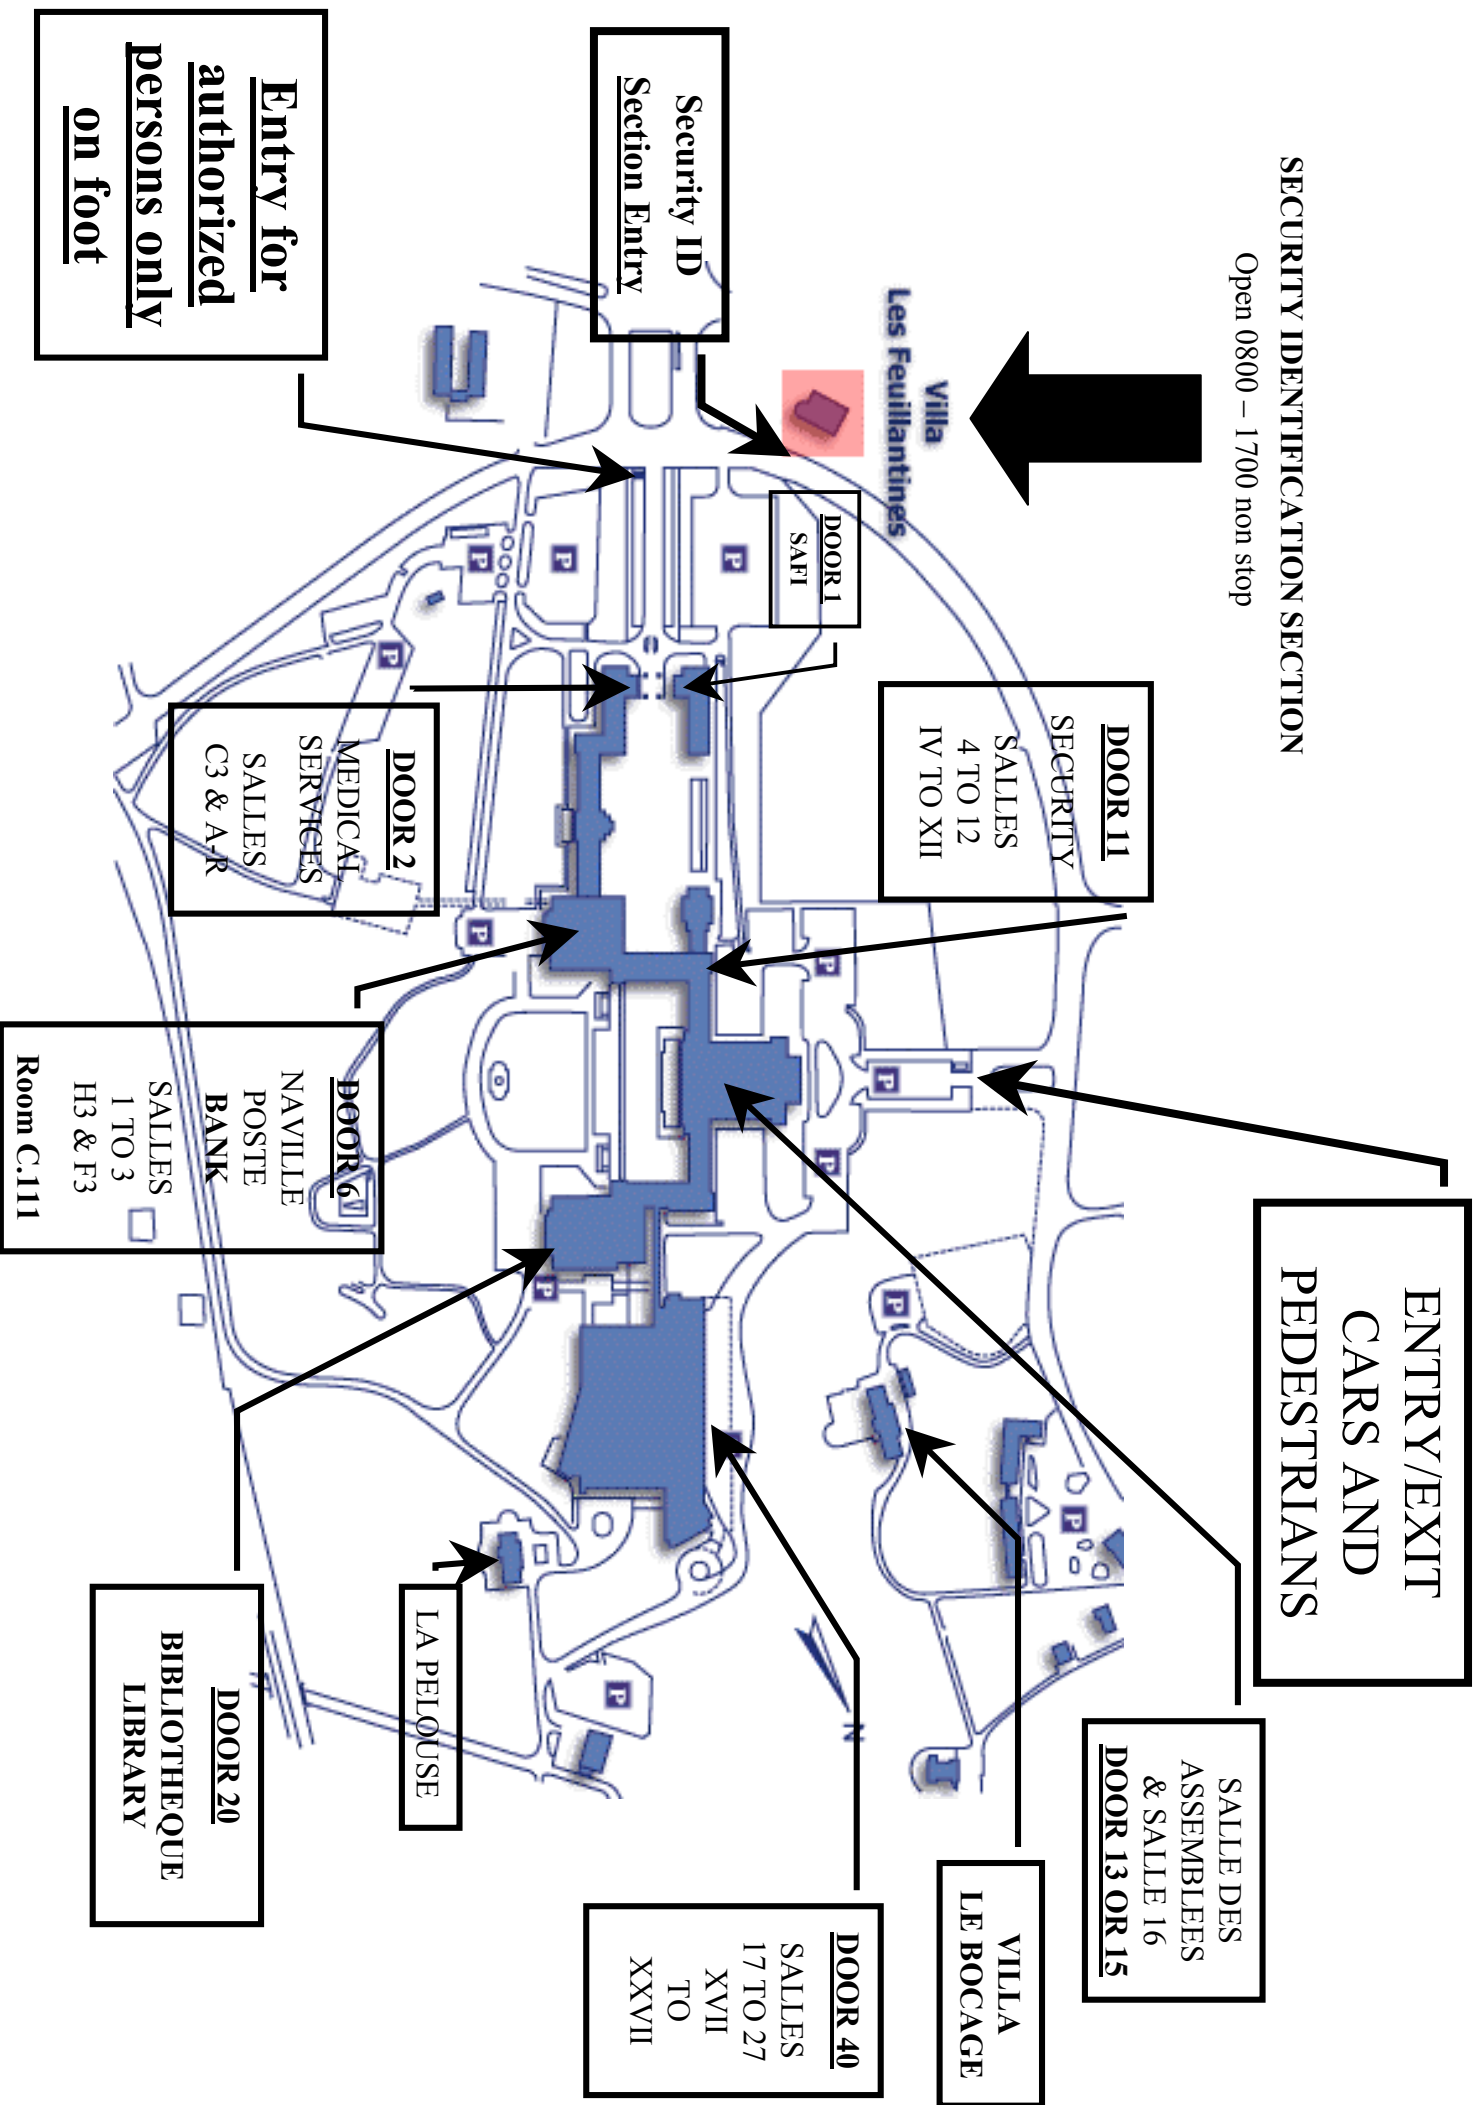 SECURITY IDENTIFICATION SECTION
Open 0800 – 1700 non stop
ENTRY/EXIT
CARS AND
PEDESTRIANS
SALLE DES
ASSEMBLEES
& SALLE 16
DOOR 13 OR 15
DOOR 11
SECURITY
SALLES
4 TO 12
IV TO XII
Villa
Les Feuillantines
VILLA
LE BOCAGE
DOOR 1
SAFI
Security ID
Section Entry
DOOR 40
SALLES
17 TO 27
XVII
TO
XXVII
N
P
P
P
P
P
P
P
P
P
P
P
P
Entry for
authorized
persons only
on foot
DOOR 2
MEDICAL
SERVICES
SALLES
C3 & A-R
DOOR 6
NAVILLE
POSTE
BANK
SALLES
1 TO 3
H3 & F3
Room C.111
LA PELOUSE
DOOR 20
BIBLIOTHEQUE
LIBRARY